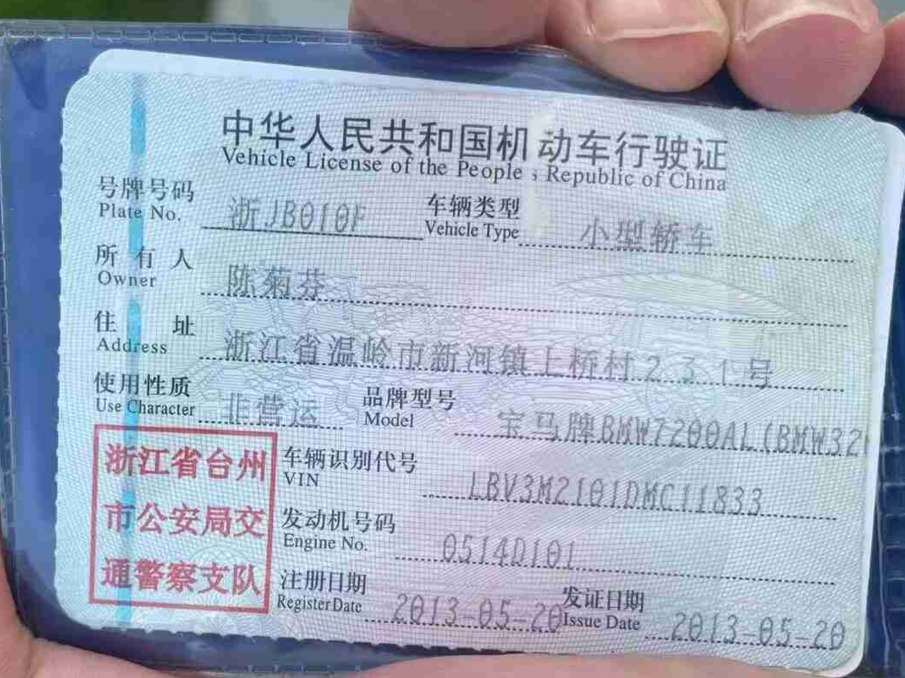 中华人民共和国机动车行驶证
Vehicle License of the People's Republic of China
号牌号码 浙JB010F 车辆类型 小型轿车
Plate No. Vehicle Type
所有人 陈菊芬
Owner
住址 浙江省温岭市新河镇上桥村231号
Address
使用性质 非营运 品牌型号 宝马牌BMW7200AL(BMW320
Use Character Model
浙江省台州
市公安局交
通警察支队
车辆识别代号 LBV3M2101DMC11833
VIN
发动机号码 0514D101
Engine No.
注册日期 2013-05-20 发证日期 2013-05-20
Register Date Issue Date